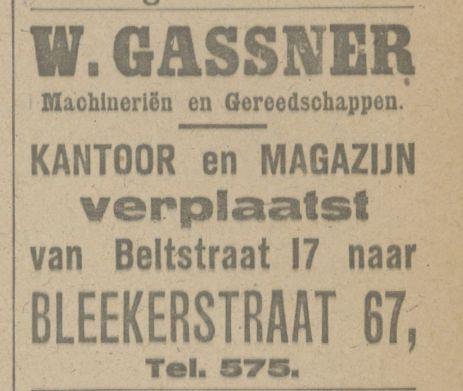 W. GASSNER
Machineriën en Gereedschappen.
KANTOOR en MAGAZIJN
verplaatst
van Beltstraat 17 naar
BLEEKERSTRAAT 67,
Tel. 575.